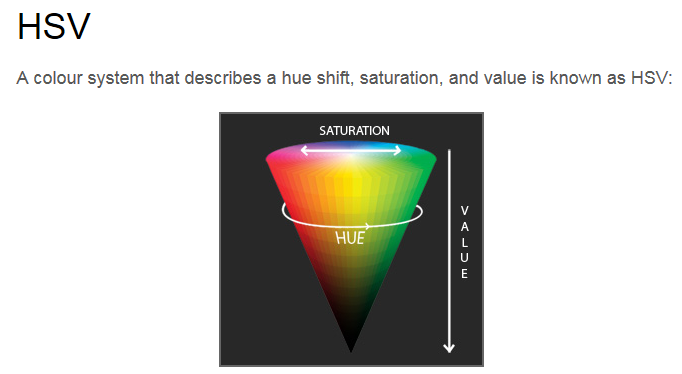 HSV
A colour system that describes a hue shift, saturation, and value is known as HSV:
SATURATION
HUE
VALUE